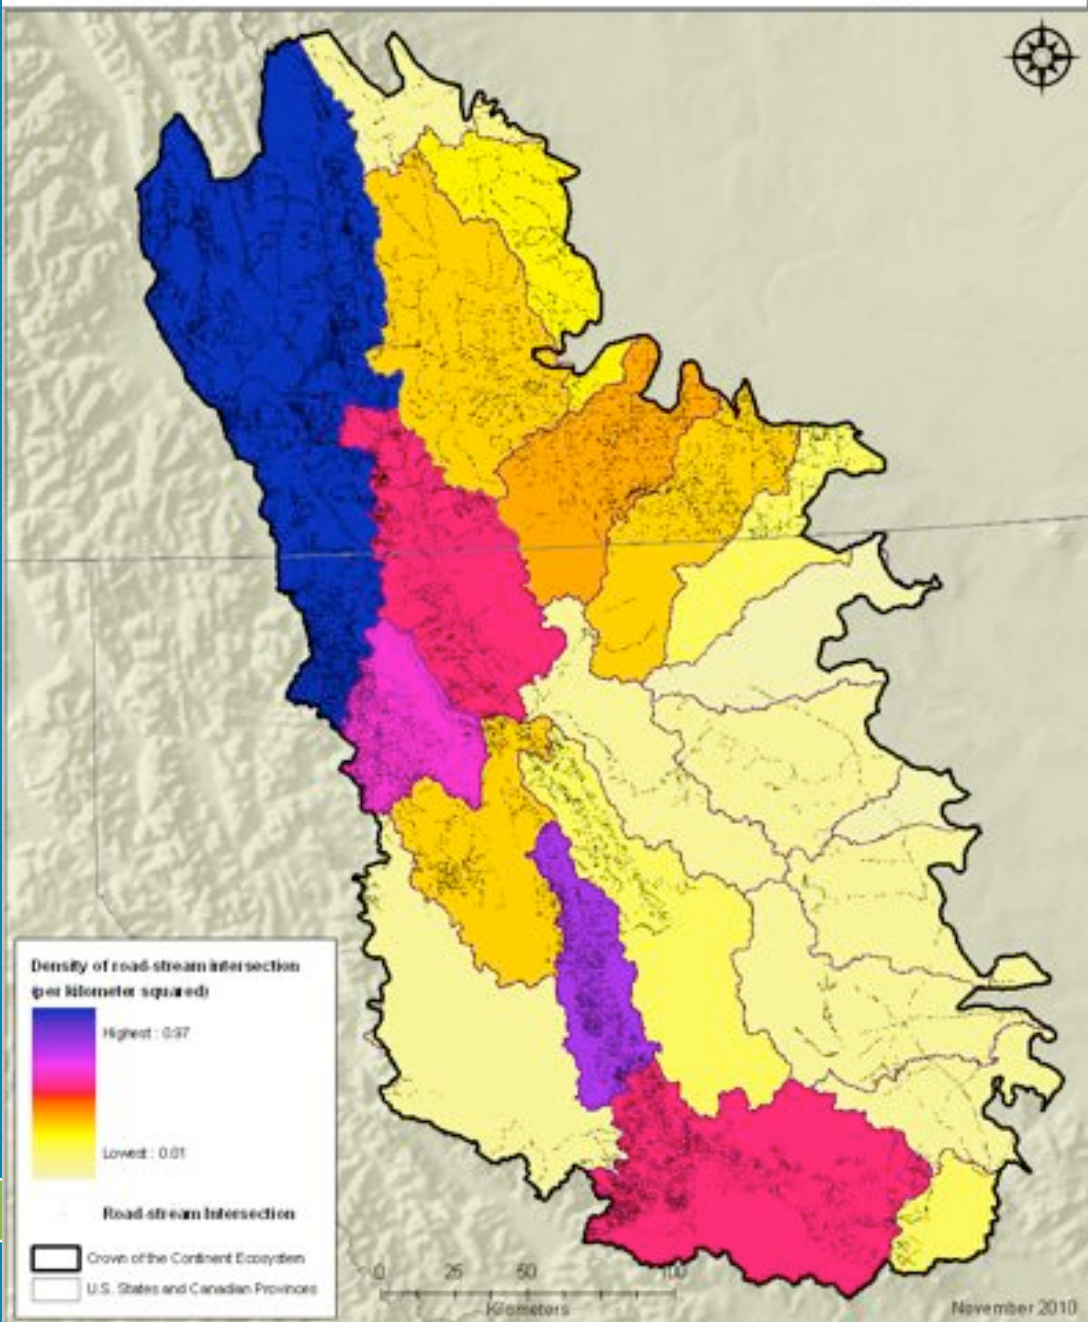 Density of road-stream intersection
(per kilometer squared)
Highest : 0.97
Lowest : 0.01
Road-stream Intersection
Crown of the Continent Ecosystem
U.S. States and Canadian Provinces
0 25 50 100
Kilometers
November 2010